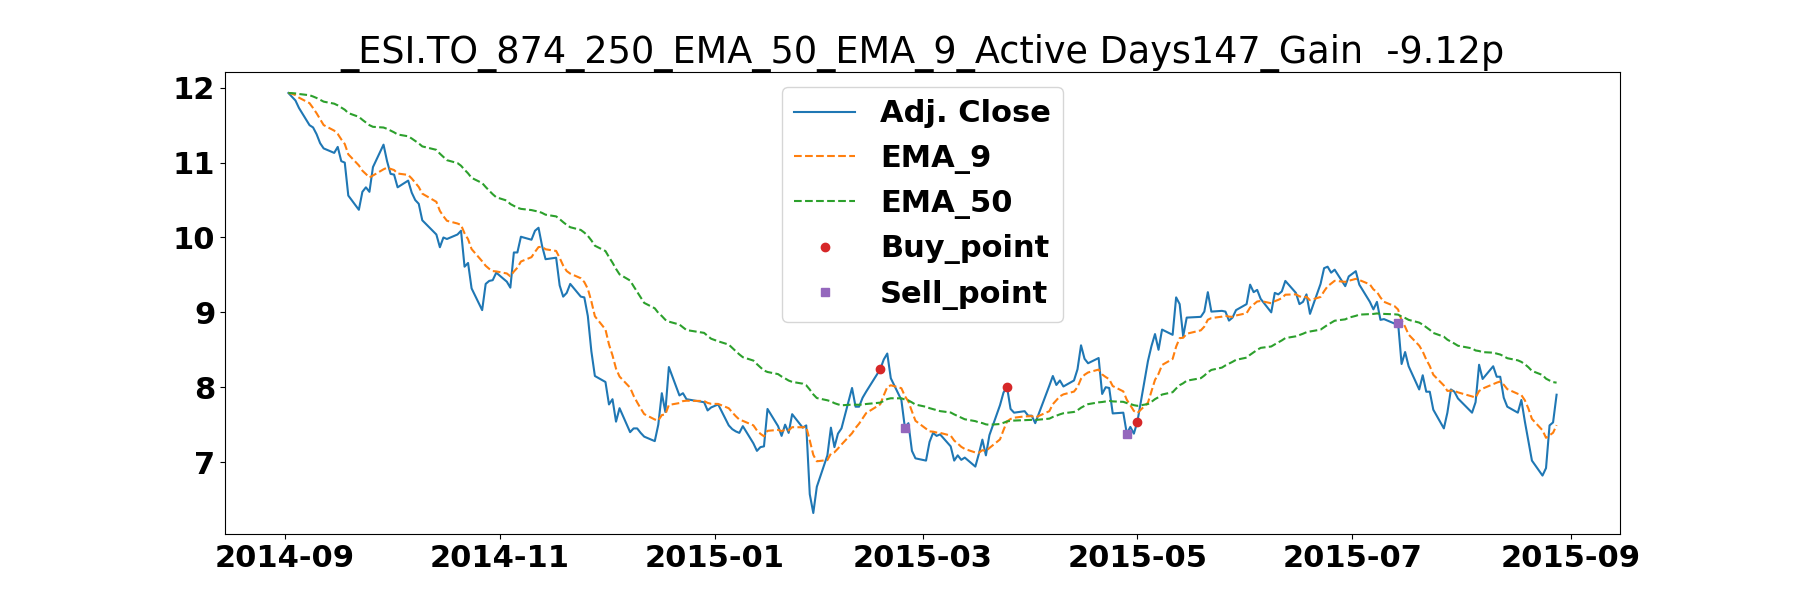 _ESI.TO_874_250_EMA_50_EMA_9_Active Days147_Gain  -9.12p
12
11
10
9
8
7
Adj. Close
EMA_9
EMA_50
Buy_point
Sell_point
2014-09 2014-11 2015-01 2015-03 2015-05 2015-07 2015-09